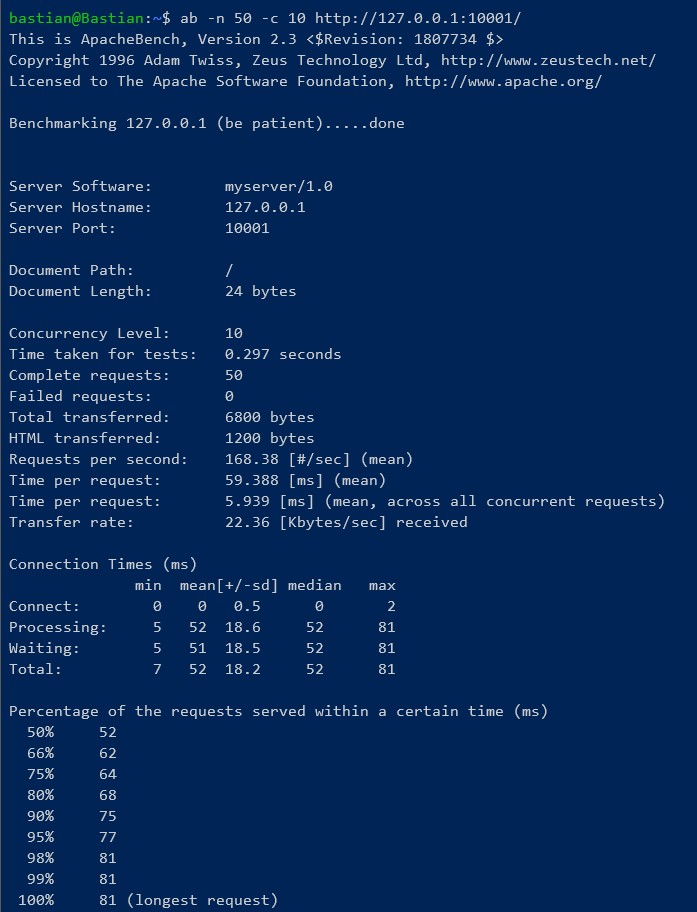 bastian@Bastian:~$ ab -n 50 -c 10 http://127.0.0.1:10001/
This is ApacheBench, Version 2.3 <$Revision: 1807734 $>
Copyright 1996 Adam Twiss, Zeus Technology Ltd, http://www.zeustech.net/
Licensed to The Apache Software Foundation, http://www.apache.org/

Benchmarking 127.0.0.1 (be patient).....done


Server Software:        myserver/1.0
Server Hostname:        127.0.0.1
Server Port:            10001

Document Path:          /
Document Length:        24 bytes

Concurrency Level:      10
Time taken for tests:   0.297 seconds
Complete requests:      50
Failed requests:        0
Total transferred:      6800 bytes
HTML transferred:       1200 bytes
Requests per second:    168.38 [#/sec] (mean)
Time per request:       59.388 [ms] (mean)
Time per request:       5.939 [ms] (mean, across all concurrent requests)
Transfer rate:          22.36 [Kbytes/sec] received

Connection Times (ms)
              min  mean[+/-sd] median   max
Connect:        0    0   0.5      0       2
Processing:     5   52  18.6     52      81
Waiting:        5   51  18.5     52      81
Total:          7   52  18.2     52      81

Percentage of the requests served within a certain time (ms)
  50%     52
  66%     62
  75%     64
  80%     68
  90%     75
  95%     77
  98%     81
  99%     81
 100%     81 (longest request)